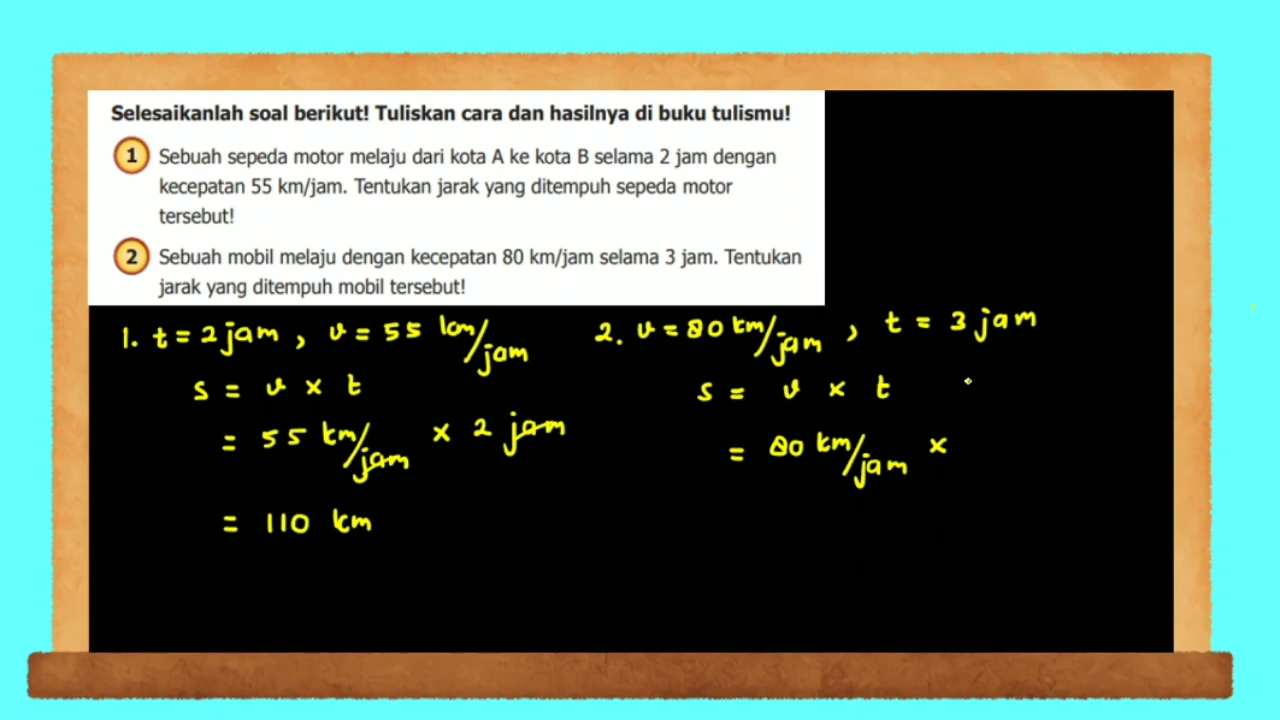 Selesaikanlah soal berikut! Tuliskan cara dan hasilnya di buku tulismu!
1 Sebuah sepeda motor melaju dari kota A ke kota B selama 2 jam dengan
kecepatan 55 km/jam. Tentukan jarak yang ditempuh sepeda motor
tersebut!
2 Sebuah mobil melaju dengan kecepatan 80 km/jam selama 3 jam. Tentukan
jarak yang ditempuh mobil tersebut!
1. t = 2 jam , v = 55 km/jam
s = v x t
= 55 km/jam x 2 jam
= 110 km
2. v = 80 km/jam , t = 3 jam
s = v x t
= 80 km/jam x